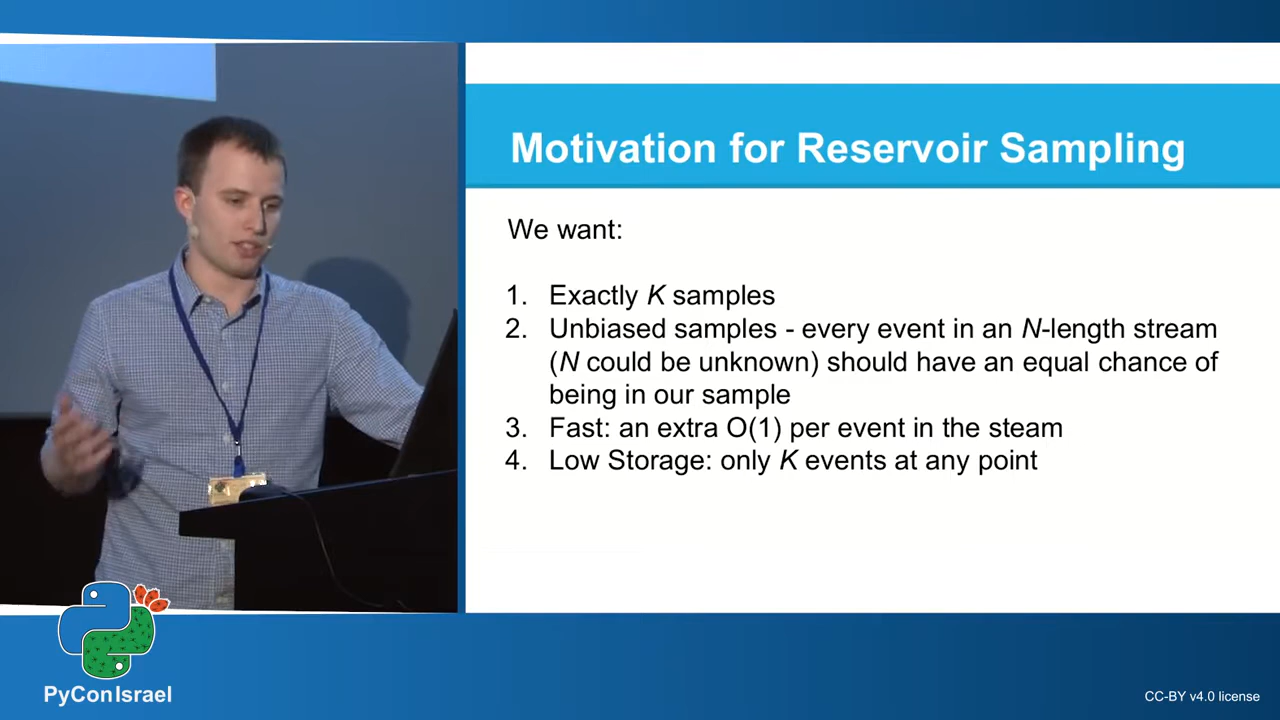 Motivation for Reservoir Sampling
We want:
1. Exactly K samples
2. Unbiased samples - every event in an N-length stream
(N could be unknown) should have an equal chance of
being in our sample
3. Fast: an extra O(1) per event in the steam
4. Low Storage: only K events at any point
PyConIsrael
CC-BY v4.0 license